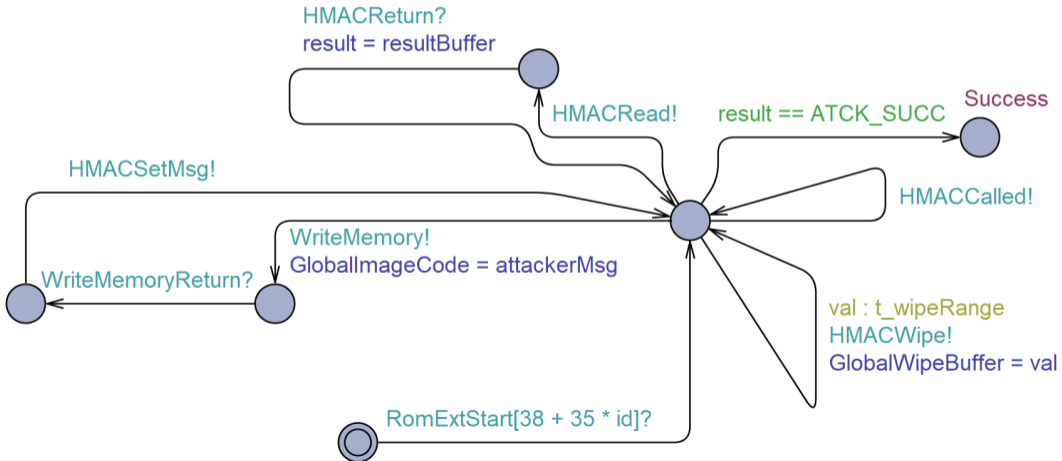 HMACReturn?
result = resultBuffer
HMACRead!
result == ATCK_SUCC
Success
HMACSetMsg!
HMACCalled!
WriteMemory!
GlobalImageCode = attackerMsg
WriteMemoryReturn?
val : t_wipeRange
HMACWipe!
GlobalWipeBuffer = val
RomExtStart[38 + 35 * id]?